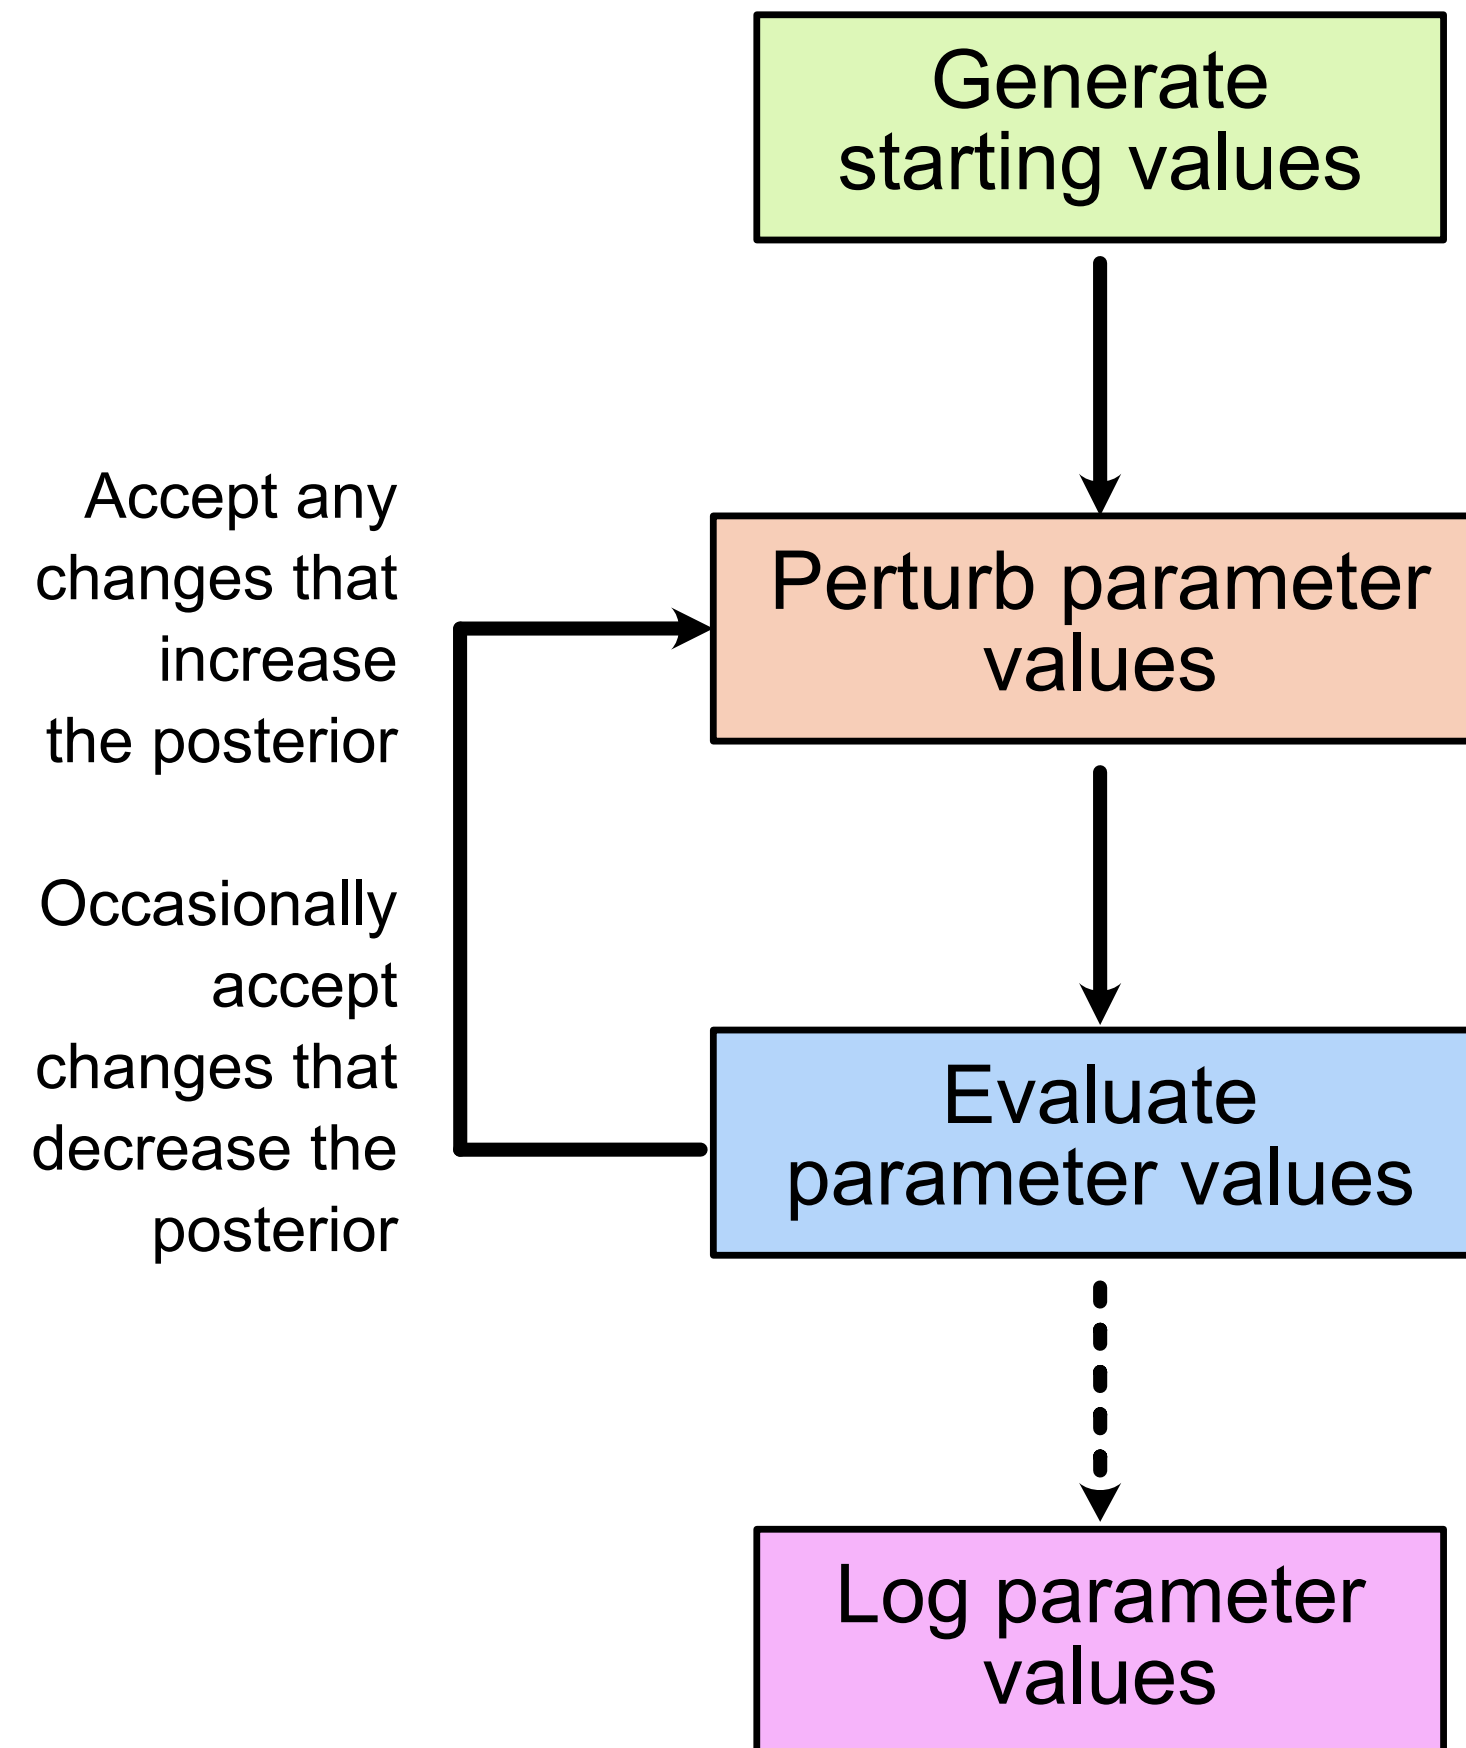 Generate
starting values
Accept any
changes that
increase
the posterior
Perturb parameter
values
Occasionally
accept
changes that
decrease the
posterior
Evaluate
parameter values
Log parameter
values